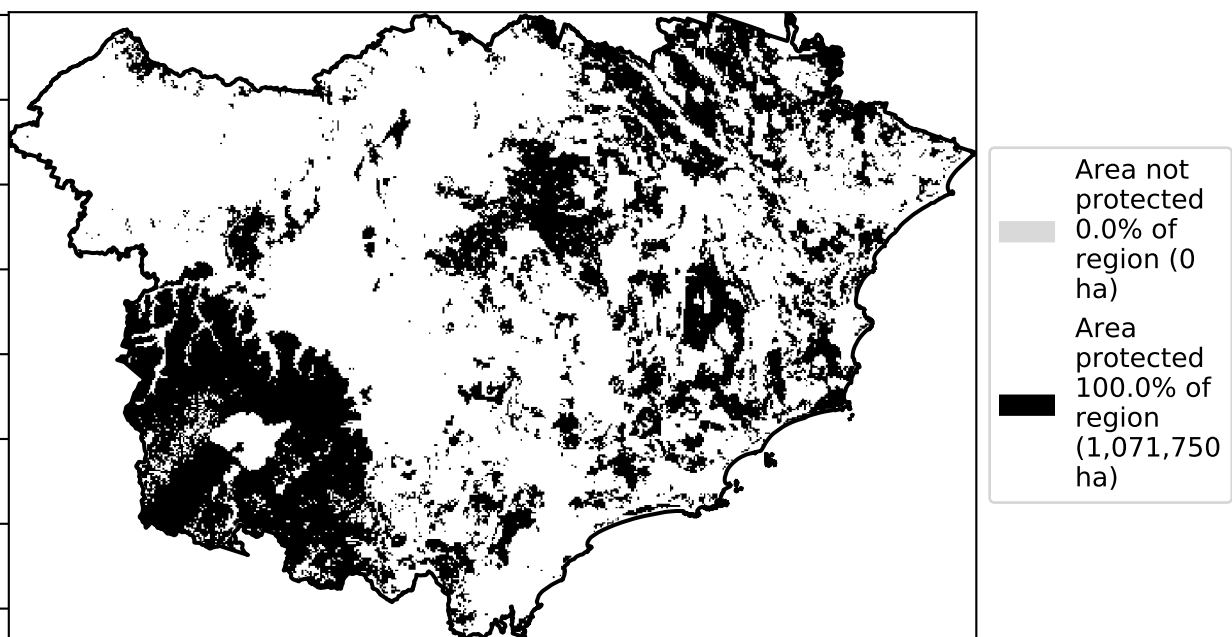 Area not
protected
0.0% of
region (0
ha)
Area
protected
100.0% of
region
(1,071,750
ha)